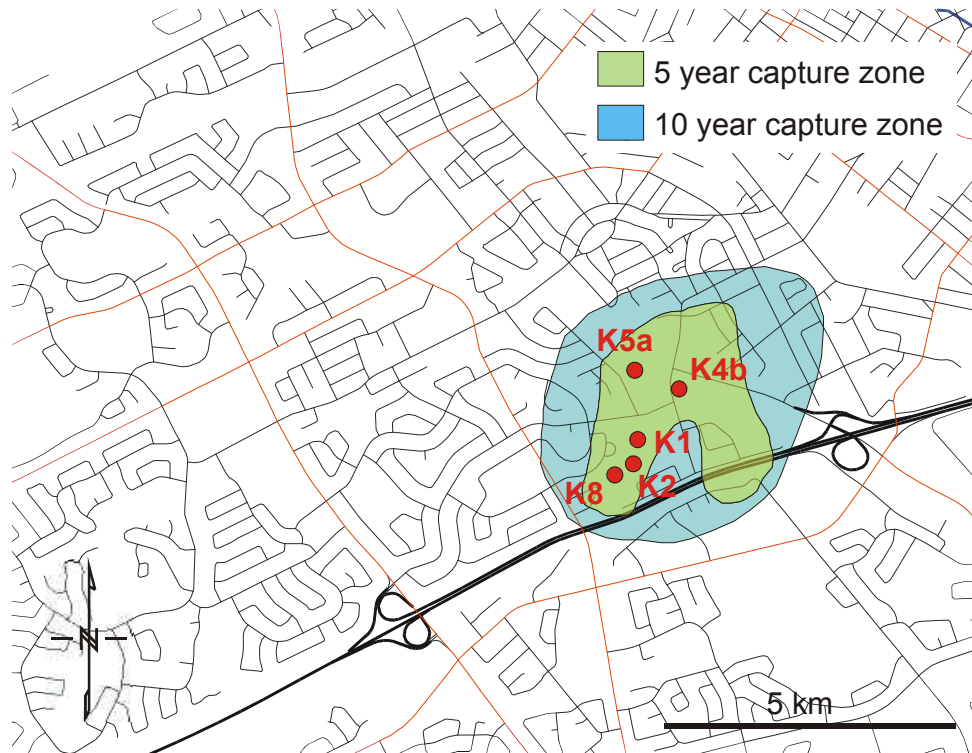 5 year capture zone
10 year capture zone
K5a
K4b
K1
K2
K8
N
5 km